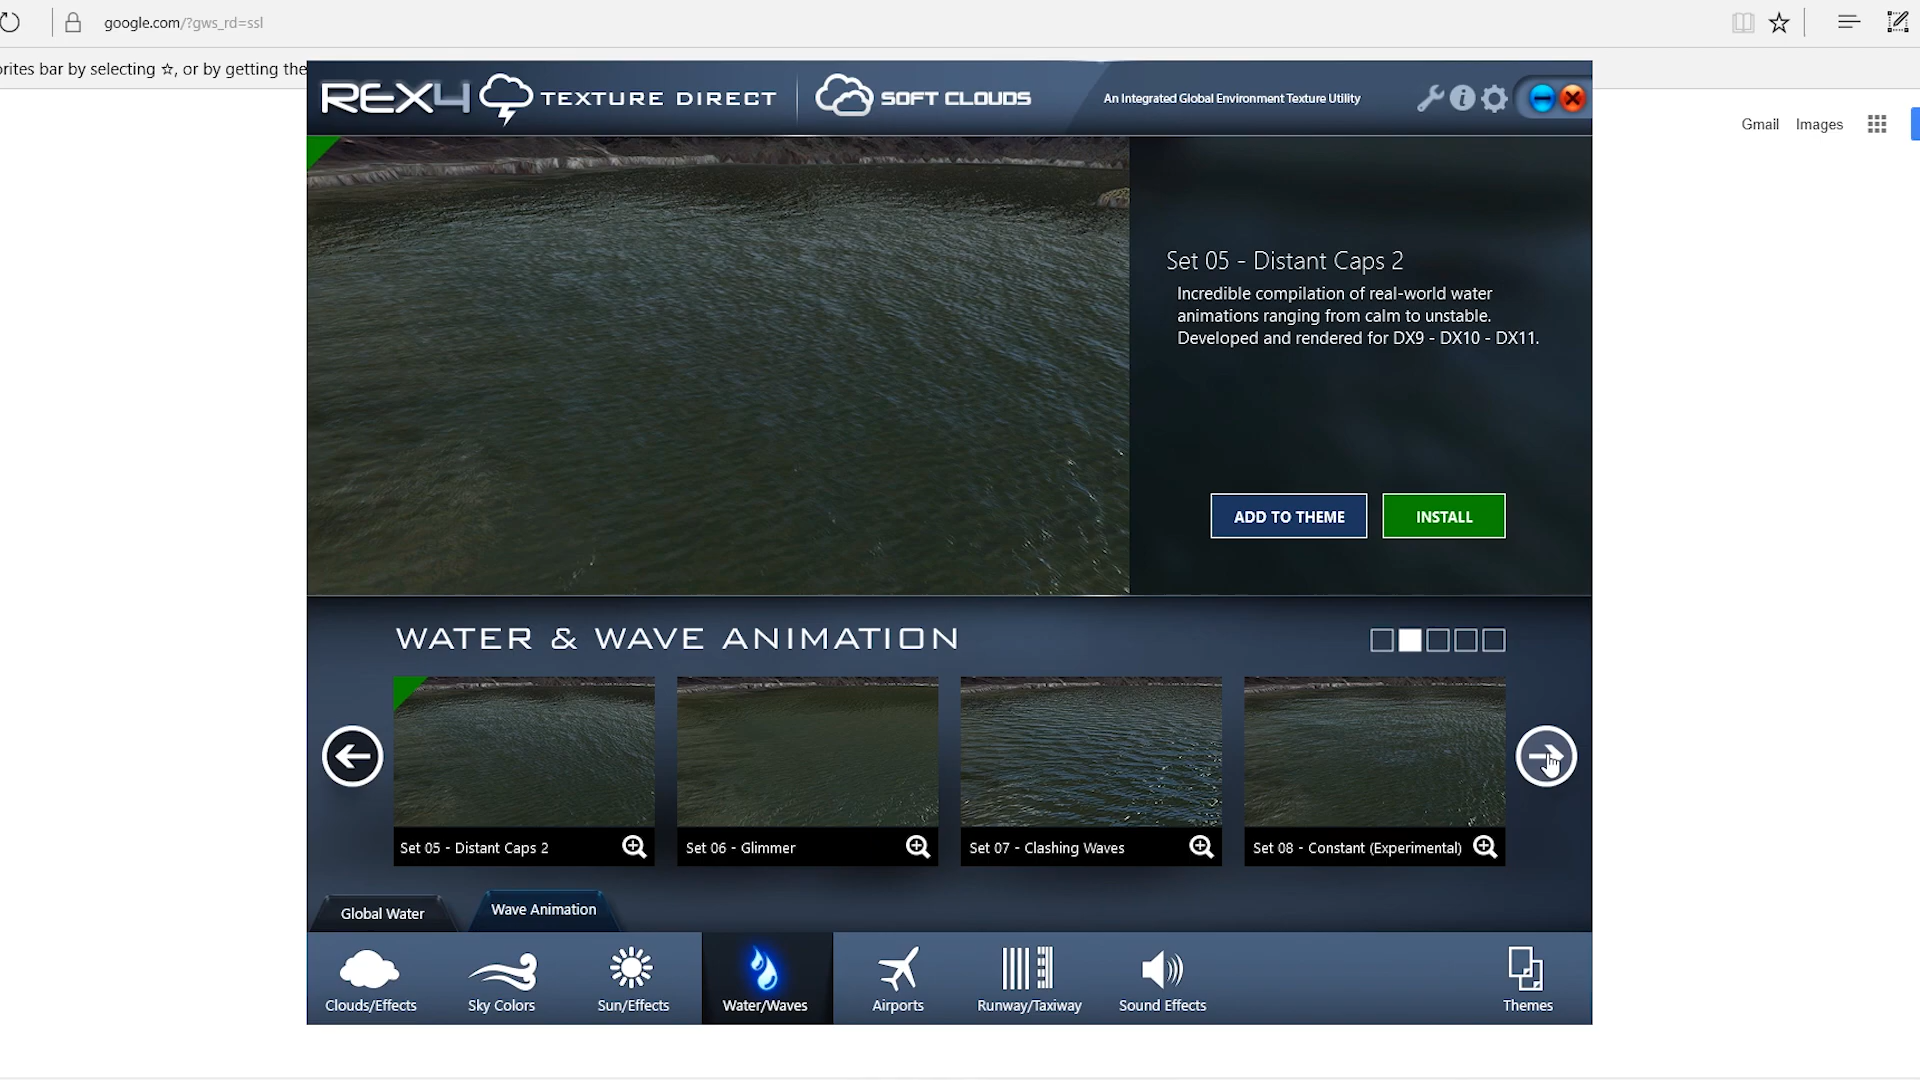 google.com/?gws_rd=ssl
orites bar by selecting ☆, or by getting the
REX4 TEXTURE DIRECT SOFT CLOUDS An Integrated Global Environment Texture Utility
Gmail Images
Set 05 - Distant Caps 2
Incredible compilation of real-world water
animations ranging from calm to unstable.
Developed and rendered for DX9 - DX10 - DX11.
ADD TO THEME INSTALL
WATER & WAVE ANIMATION
Set 05 - Distant Caps 2 Set 06 - Glimmer Set 07 - Clashing Waves Set 08 - Constant (Experimental)
Global Water Wave Animation
Clouds/Effects Sky Colors Sun/Effects Water/Waves Airports Runway/Taxiway Sound Effects Themes